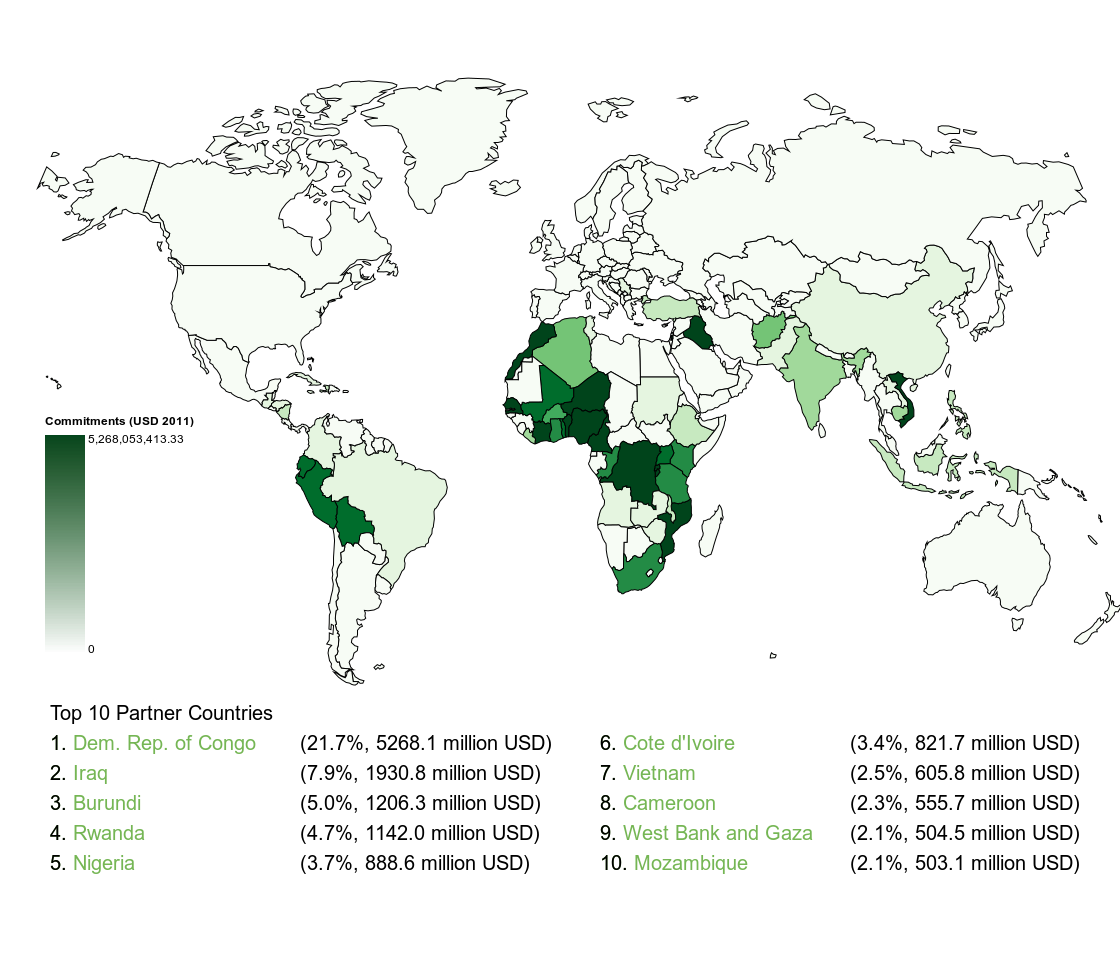 Commitments (USD 2011)
5,268,053,413.33
0
Top 10 Partner Countries
1. Dem. Rep. of Congo (21.7%, 5268.1 million USD)
2. Iraq (7.9%, 1930.8 million USD)
3. Burundi (5.0%, 1206.3 million USD)
4. Rwanda (4.7%, 1142.0 million USD)
5. Nigeria (3.7%, 888.6 million USD)
6. Cote d'Ivoire (3.4%, 821.7 million USD)
7. Vietnam (2.5%, 605.8 million USD)
8. Cameroon (2.3%, 555.7 million USD)
9. West Bank and Gaza (2.1%, 504.5 million USD)
10. Mozambique (2.1%, 503.1 million USD)